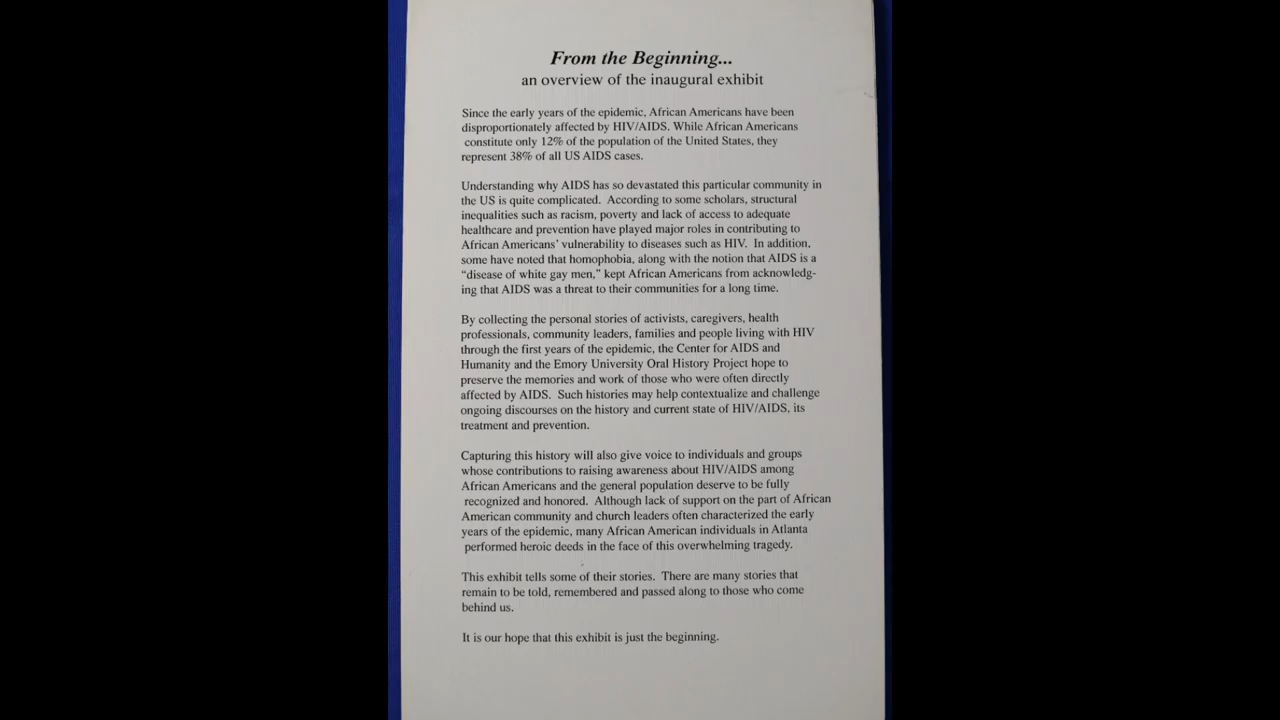 From the Beginning...
an overview of the inaugural exhibit
Since the early years of the epidemic, African Americans have been
disproportionately affected by HIV/AIDS. While African Americans
constitute only 12% of the population of the United States, they
represent 38% of all US AIDS cases.
Understanding why AIDS has so devastated this particular community in
the US is quite complicated. According to some scholars, structural
inequalities such as racism, poverty and lack of access to adequate
healthcare and prevention have played major roles in contributing to
African Americans' vulnerability to diseases such as HIV. In addition,
some have noted that homophobia, along with the notion that AIDS is a
“disease of white gay men,” kept African Americans from acknowledg-
ing that AIDS was a threat to their communities for a long time.
By collecting the personal stories of activists, caregivers, health
professionals, community leaders, families and people living with HIV
through the first years of the epidemic, the Center for AIDS and
Humanity and the Emory University Oral History Project hope to
preserve the memories and work of those who were often directly
affected by AIDS. Such histories may help contextualize and challenge
ongoing discourses on the history and current state of HIV/AIDS, its
treatment and prevention.
Capturing this history will also give voice to individuals and groups
whose contributions to raising awareness about HIV/AIDS among
African Americans and the general population deserve to be fully
recognized and honored. Although lack of support on the part of African
American community and church leaders often characterized the early
years of the epidemic, many African American individuals in Atlanta
performed heroic deeds in the face of this overwhelming tragedy.
This exhibit tells some of their stories. There are many stories that
remain to be told, remembered and passed along to those who come
behind us.
It is our hope that this exhibit is just the beginning.